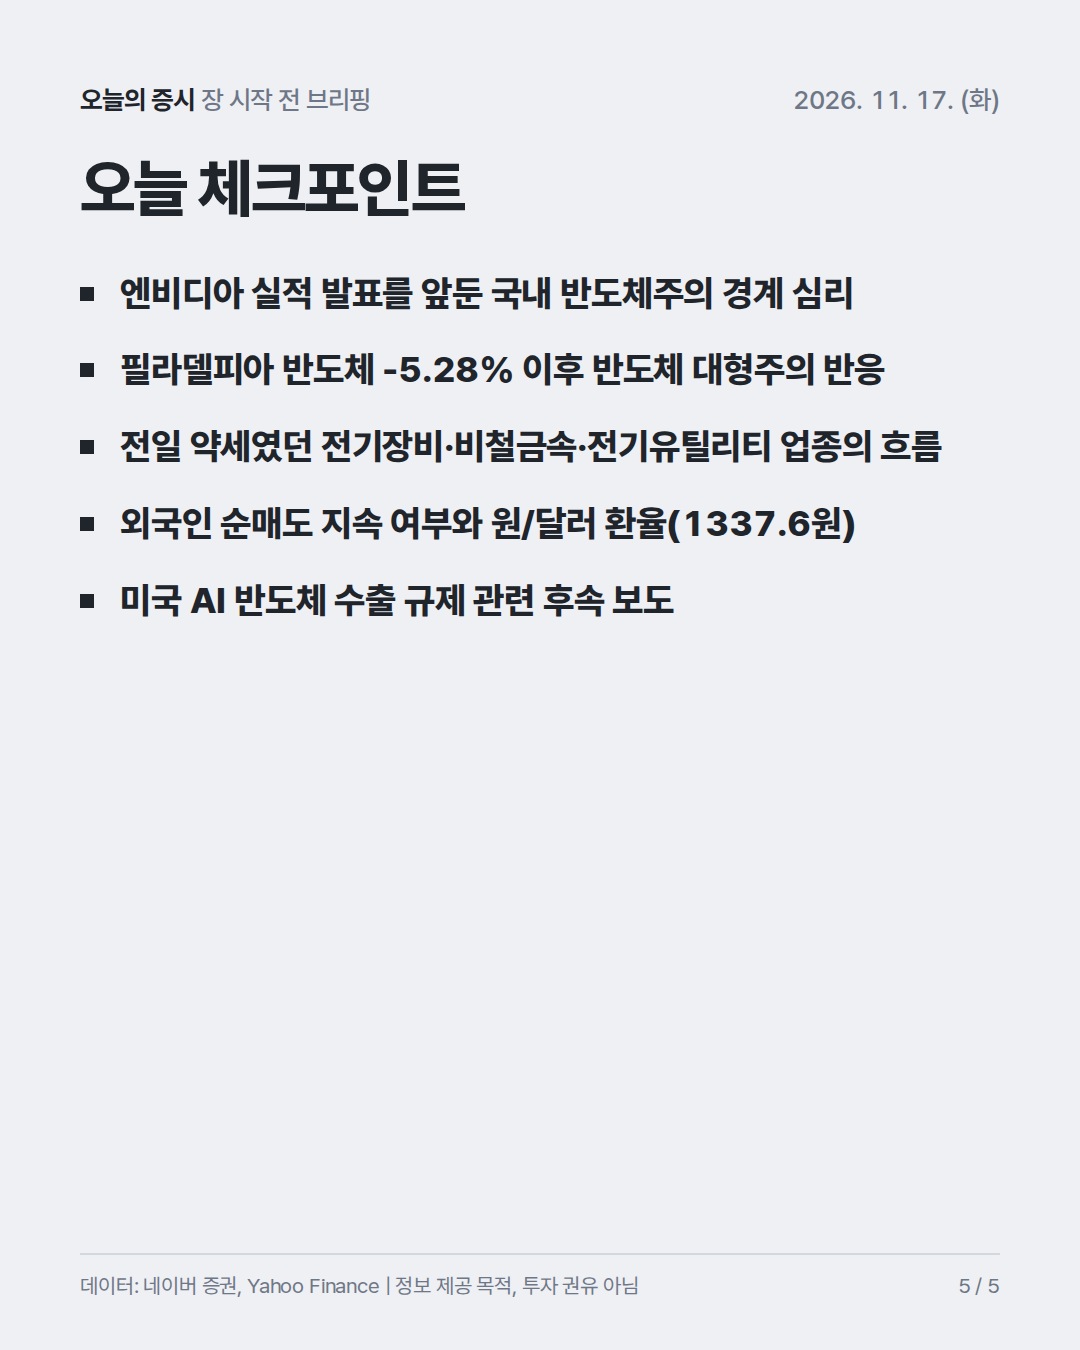 오늘의 증시 장 시작 전 브리핑 2026. 11. 17. (화)
오늘 체크포인트
엔비디아 실적 발표를 앞둔 국내 반도체주의 경계 심리
필라델피아 반도체 -5.28% 이후 반도체 대형주의 반응
전일 약세였던 전기장비·비철금속·전기유틸리티 업종의 흐름
외국인 순매도 지속 여부와 원/달러 환율(1337.6원)
미국 AI 반도체 수출 규제 관련 후속 보도
데이터: 네이버 증권, Yahoo Finance | 정보 제공 목적, 투자 권유 아님 5 / 5